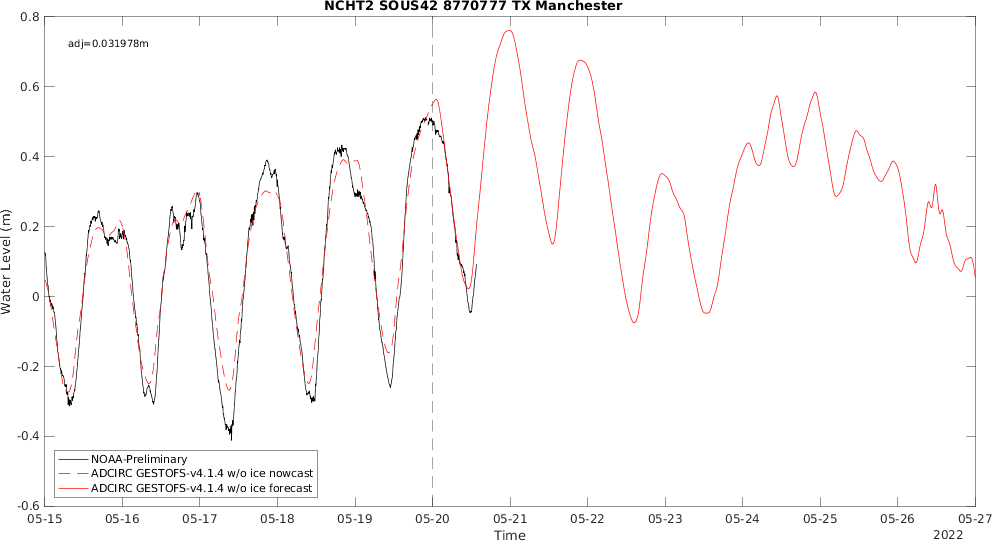 NCHT2 SOUS42 8770777 TX Manchester
adj=0.031978m
Water Level (m)
0.8
0.6
0.4
0.2
0
-0.2
-0.4
-0.6
NOAA-Preliminary
ADCIRC GESTOFS-v4.1.4 w/o ice nowcast
ADCIRC GESTOFS-v4.1.4 w/o ice forecast
05-15 05-16 05-17 05-18 05-19 05-20 05-21 05-22 05-23 05-24 05-25 05-26 05-27
Time
2022